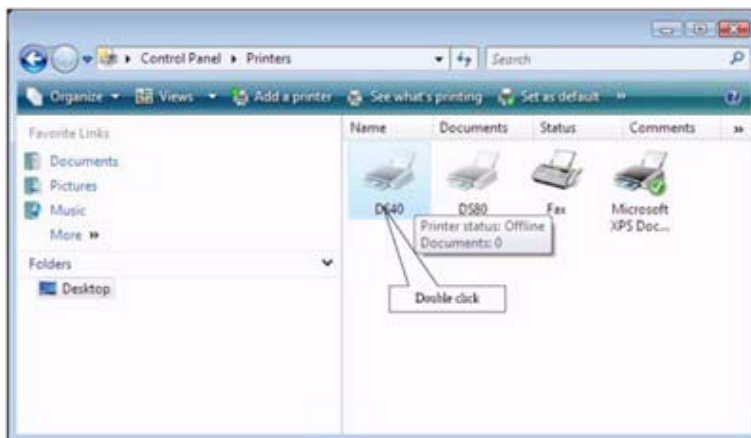 Control Panel ▸ Printers
Search
Organize Views Add a printer See what's printing Set as default »
Favorite Links
Documents
Pictures
Music
More »
Folders
Desktop
Name Documents Status Comments »
DS40 DS80 Fax Microsoft
XPS Doc...
Printer status: Offline
Documents: 0
Double click